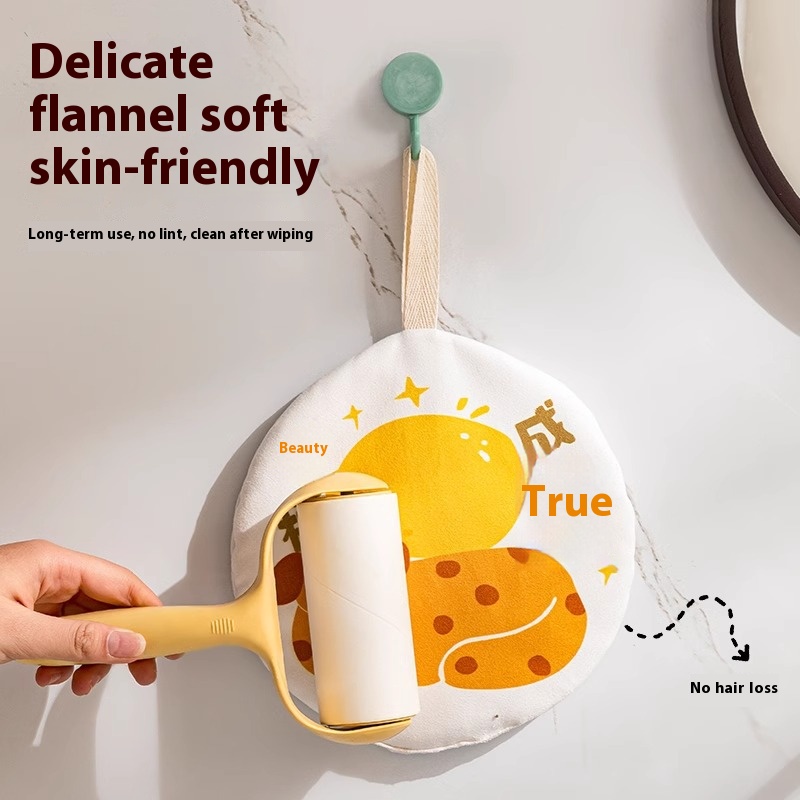 Delicate
flannel soft
skin-friendly
Long-term use, no lint, clean after wiping
Beauty
成
True
No hair loss